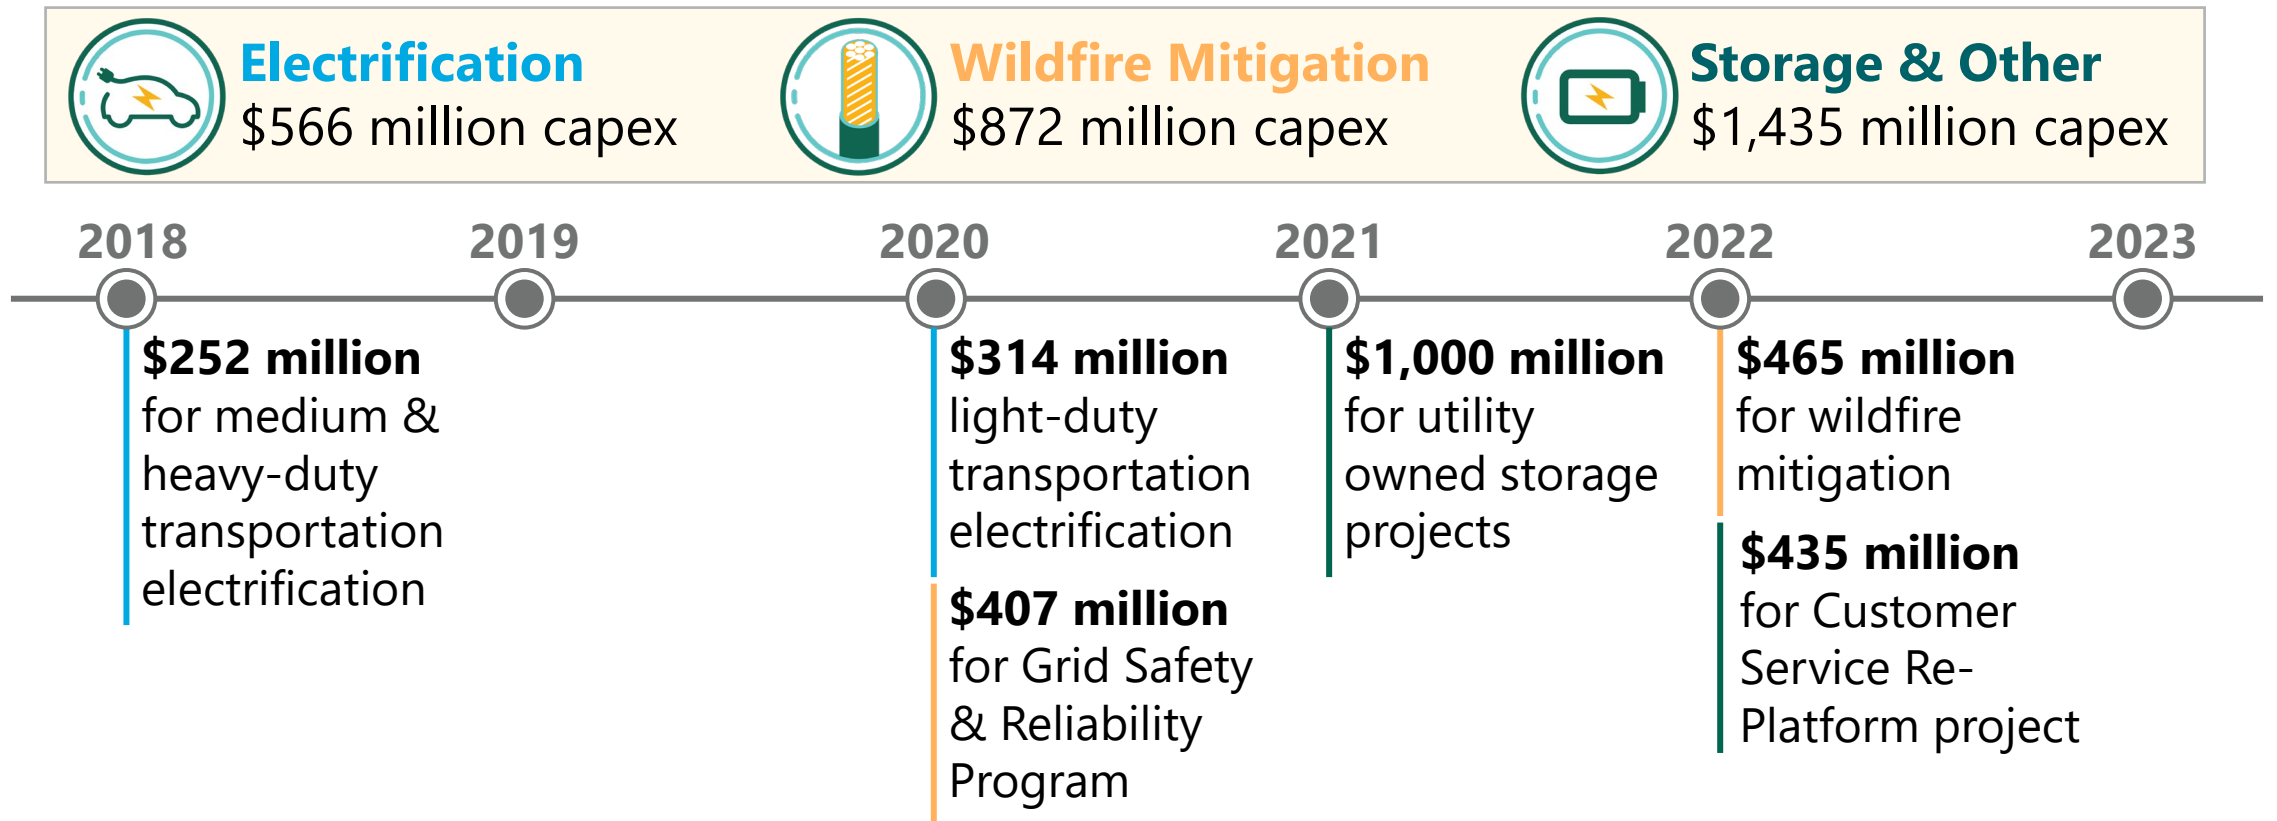 Electrification
$566 million capex
Wildfire Mitigation
$872 million capex
Storage & Other
$1,435 million capex
2018
2019
2020
2021
2022
2023
$252 million
for medium &
heavy-duty
transportation
electrification
$314 million
light-duty
transportation
electrification
$407 million
for Grid Safety
& Reliability
Program
$1,000 million
for utility
owned storage
projects
$465 million
for wildfire
mitigation
$435 million
for Customer
Service Re-
Platform project